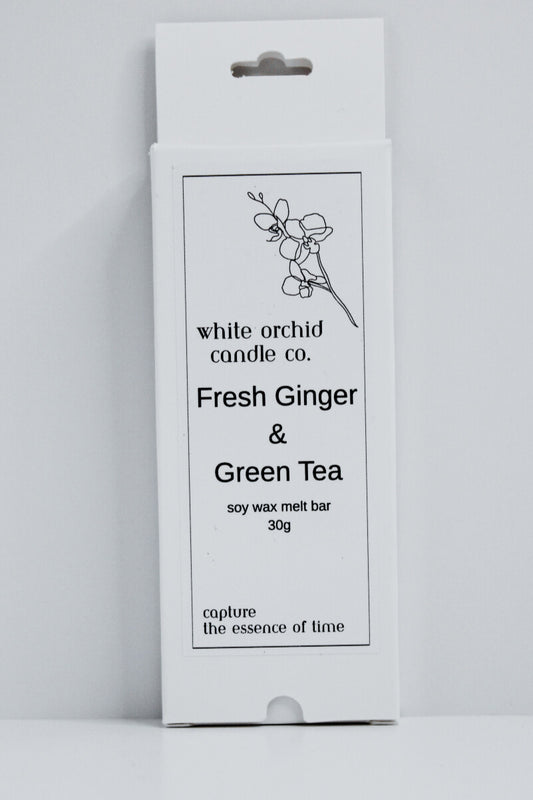 white orchid
candle co.
Fresh Ginger
&
Green Tea
soy wax melt bar
30g
capture
the essence of time